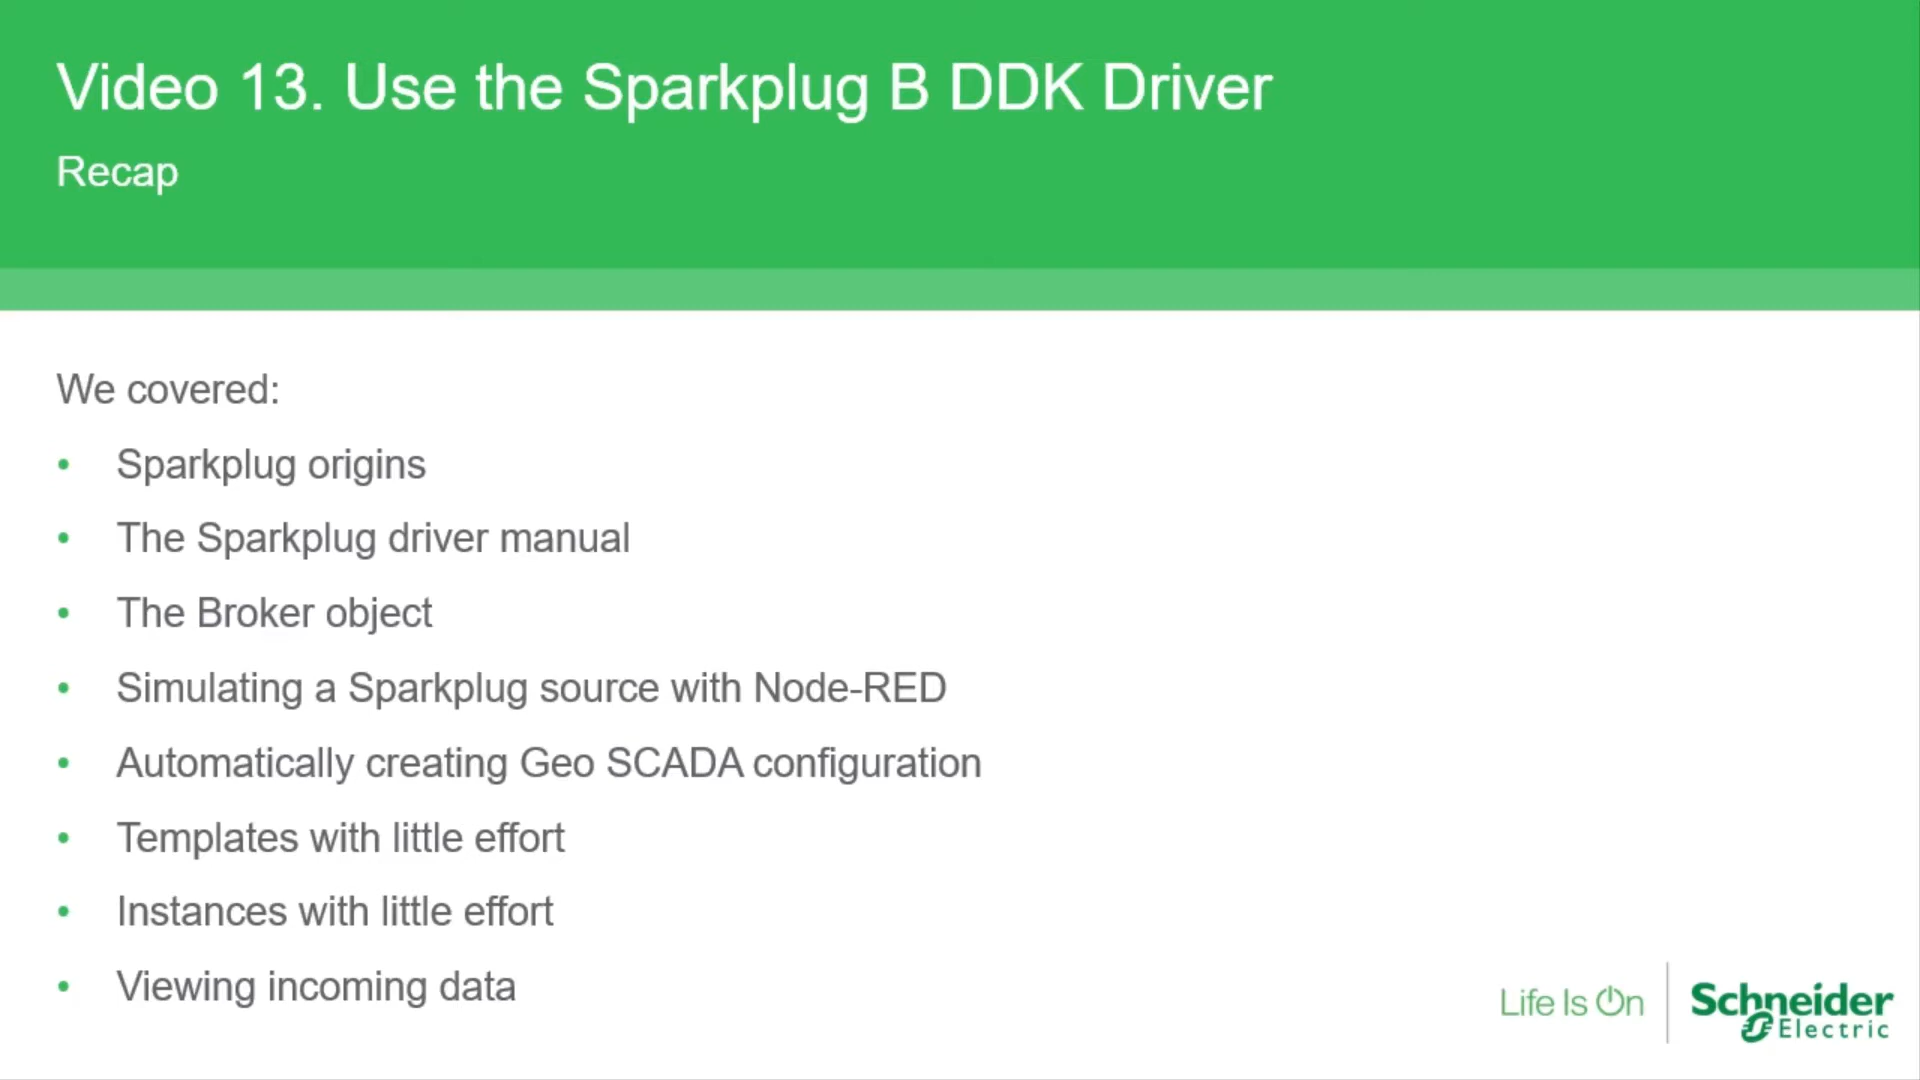 Video 13. Use the Sparkplug B DDK Driver
Recap
We covered:
• Sparkplug origins
• The Sparkplug driver manual
• The Broker object
• Simulating a Sparkplug source with Node-RED
• Automatically creating Geo SCADA configuration
• Templates with little effort
• Instances with little effort
• Viewing incoming data
Life Is On
Schneider
Electric